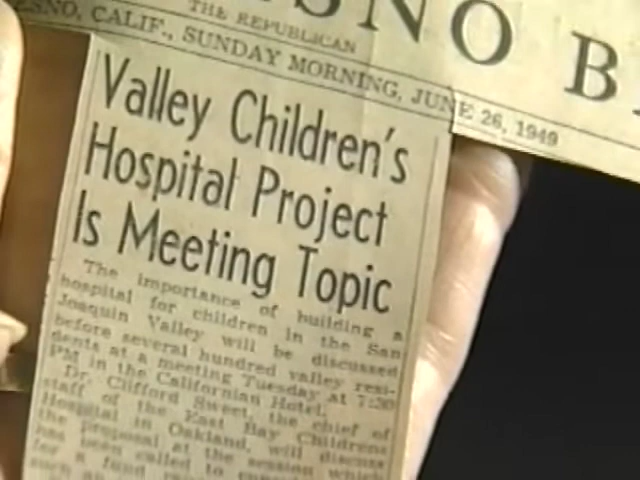 SNO B
THE REPUBLICAN
ESNO, CALIF., SUNDAY MORNING, JUNE 26, 1949
Valley Children's
Hospital Project
Is Meeting Topic
The importance of building a
hospital for children in the San
Joaquin Valley will be discussed
before several hundred valley resi-
dents at a meeting Tuesday at 7:30
PM in the Californian Hotel.
Dr. Clifford Sweet, the chief of
staff of the East Bay Childrens
Hospital in Oakland, will discuss
the proposal at the session which
has been called to
for a fund